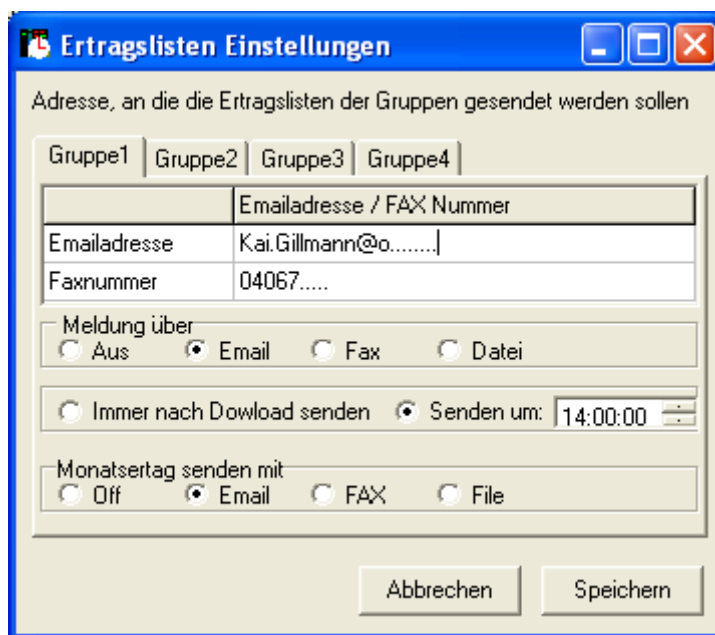 Ertragslisten Einstellungen
Adresse, an die die Ertragslisten der Gruppen gesendet werden sollen
Gruppe1 Gruppe2 Gruppe3 Gruppe4
Emailadresse / FAX Nummer
Emailadresse Kai.Gillmann@o........
Faxnummer 04067.....
Meldung über
Aus Email Fax Datei
Immer nach Dowload senden Senden um: 14:00:00
Monatsertag senden mit
Off Email FAX File
Abbrechen Speichern